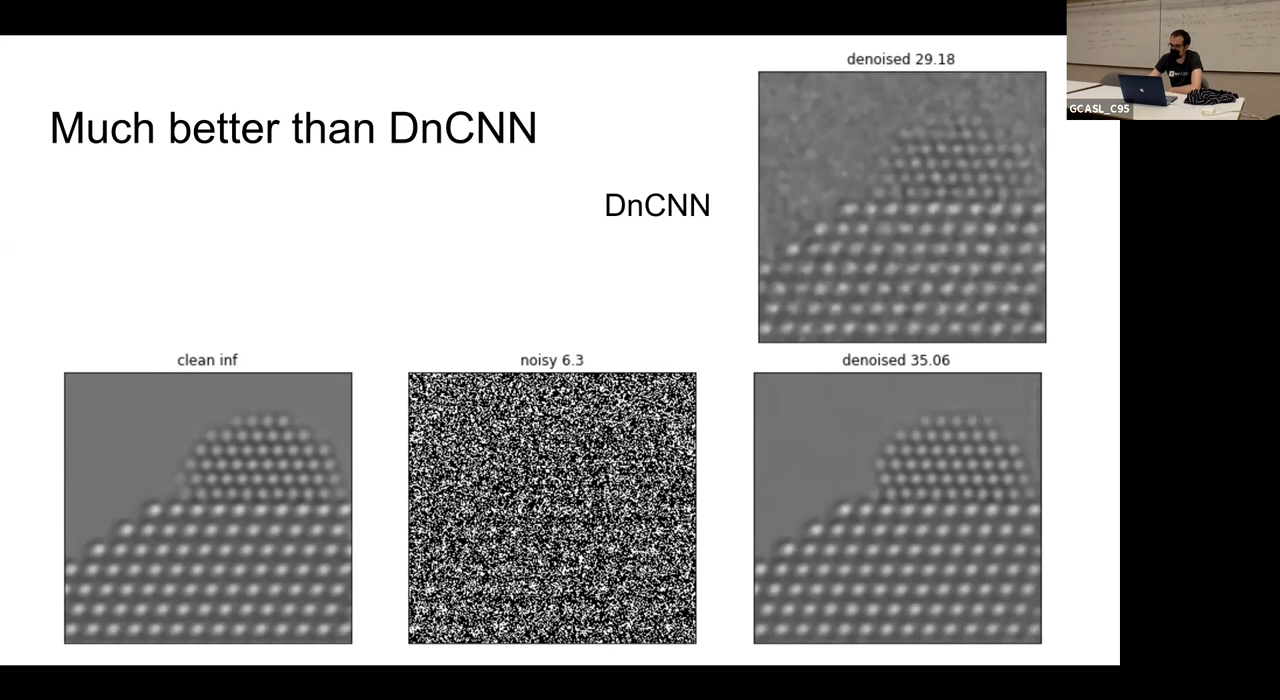 denoised 29.18
Much better than DnCNN
DnCNN
clean inf
noisy 6.3
denoised 35.06
GCASL_C95